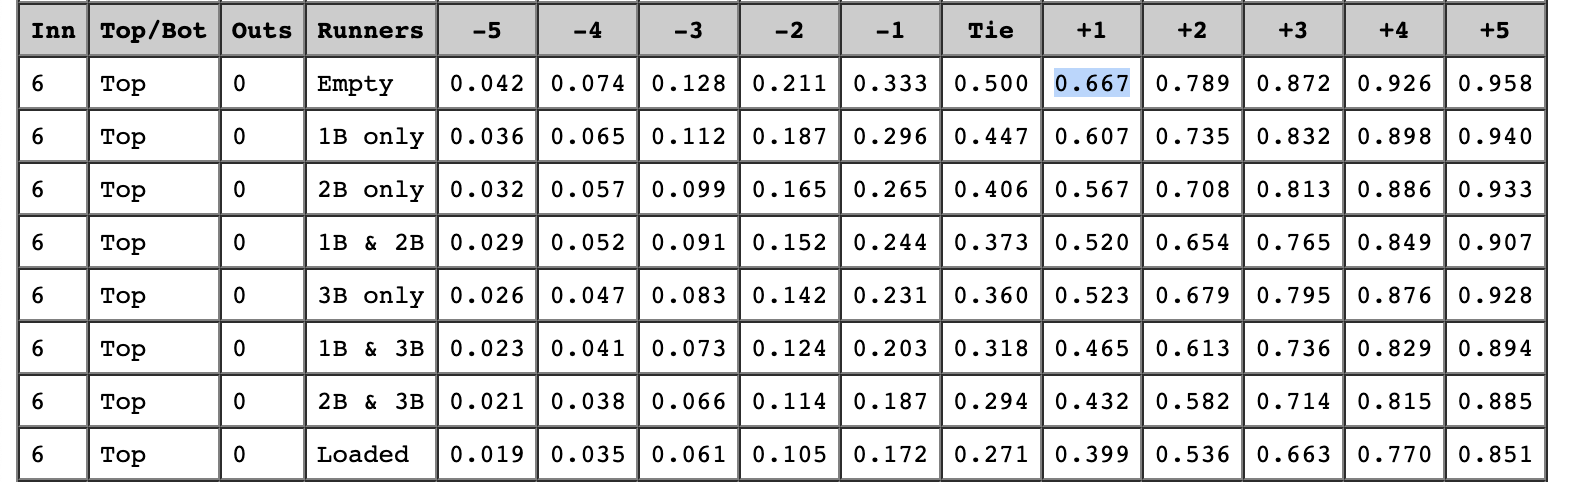 Inn Top/Bot Outs Runners -5 -4 -3 -2 -1 Tie +1 +2 +3 +4 +5
6 Top 0 Empty 0.042 0.074 0.128 0.211 0.333 0.500 0.667 0.789 0.872 0.926 0.958
6 Top 0 1B only 0.036 0.065 0.112 0.187 0.296 0.447 0.607 0.735 0.832 0.898 0.940
6 Top 0 2B only 0.032 0.057 0.099 0.165 0.265 0.406 0.567 0.708 0.813 0.886 0.933
6 Top 0 1B & 2B 0.029 0.052 0.091 0.152 0.244 0.373 0.520 0.654 0.765 0.849 0.907
6 Top 0 3B only 0.026 0.047 0.083 0.142 0.231 0.360 0.523 0.679 0.795 0.876 0.928
6 Top 0 1B & 3B 0.023 0.041 0.073 0.124 0.203 0.318 0.465 0.613 0.736 0.829 0.894
6 Top 0 2B & 3B 0.021 0.038 0.066 0.114 0.187 0.294 0.432 0.582 0.714 0.815 0.885
6 Top 0 Loaded 0.019 0.035 0.061 0.105 0.172 0.271 0.399 0.536 0.663 0.770 0.851